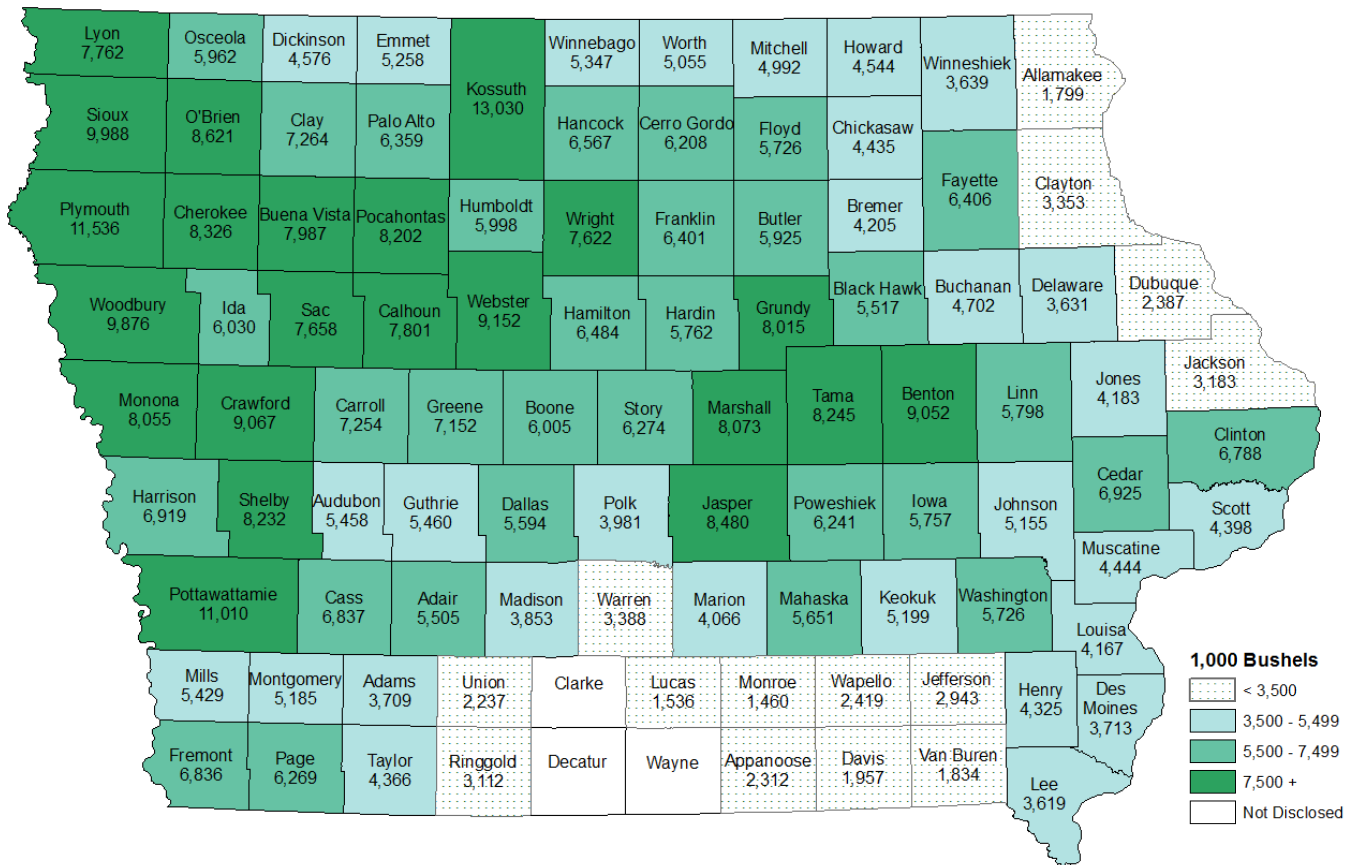 Lyon
7,762
Osceola
5,962
Dickinson
4,576
Emmet
5,258
Kossuth
13,030
Winnebago
5,347
Worth
5,055
Mitchell
4,992
Howard
4,544
Winneshiek
3,639
Allamakee
1,799
Sioux
9,988
O'Brien
8,621
Clay
7,264
Palo Alto
6,359
Hancock
6,567
Cerro Gordo
6,208
Floyd
5,726
Chickasaw
4,435
Fayette
6,406
Clayton
3,353
Plymouth
11,536
Cherokee
8,326
Buena Vista
7,987
Pocahontas
8,202
Humboldt
5,998
Wright
7,622
Franklin
6,401
Butler
5,925
Bremer
4,205
Woodbury
9,876
Ida
6,030
Sac
7,658
Calhoun
7,801
Webster
9,152
Hamilton
6,484
Hardin
5,762
Grundy
8,015
Black Hawk
5,517
Buchanan
4,702
Delaware
3,631
Dubuque
2,387
Monona
8,055
Crawford
9,067
Carroll
7,254
Greene
7,152
Boone
6,005
Story
6,274
Marshall
8,073
Tama
8,245
Benton
9,052
Linn
5,798
Jones
4,183
Jackson
3,183
Clinton
6,788
Harrison
6,919
Shelby
8,232
Audubon
5,458
Guthrie
5,460
Dallas
5,594
Polk
3,981
Jasper
8,480
Poweshiek
6,241
Iowa
5,757
Johnson
5,155
Cedar
6,925
Scott
4,398
Muscatine
4,444
Pottawattamie
11,010
Cass
6,837
Adair
5,505
Madison
3,853
Warren
3,388
Marion
4,066
Mahaska
5,651
Keokuk
5,199
Washington
5,726
Louisa
4,167
Mills
5,429
Montgomery
5,185
Adams
3,709
Union
2,237
Clarke
Lucas
1,536
Monroe
1,460
Wapello
2,419
Jefferson
2,943
Henry
4,325
Des
Moines
3,713
Fremont
6,836
Page
6,269
Taylor
4,366
Ringgold
3,112
Decatur
Wayne
Appanoose
2,312
Davis
1,957
Van Buren
1,834
Lee
3,619
1,000 Bushels
< 3,500
3,500 - 5,499
5,500 - 7,499
7,500 +
Not Disclosed